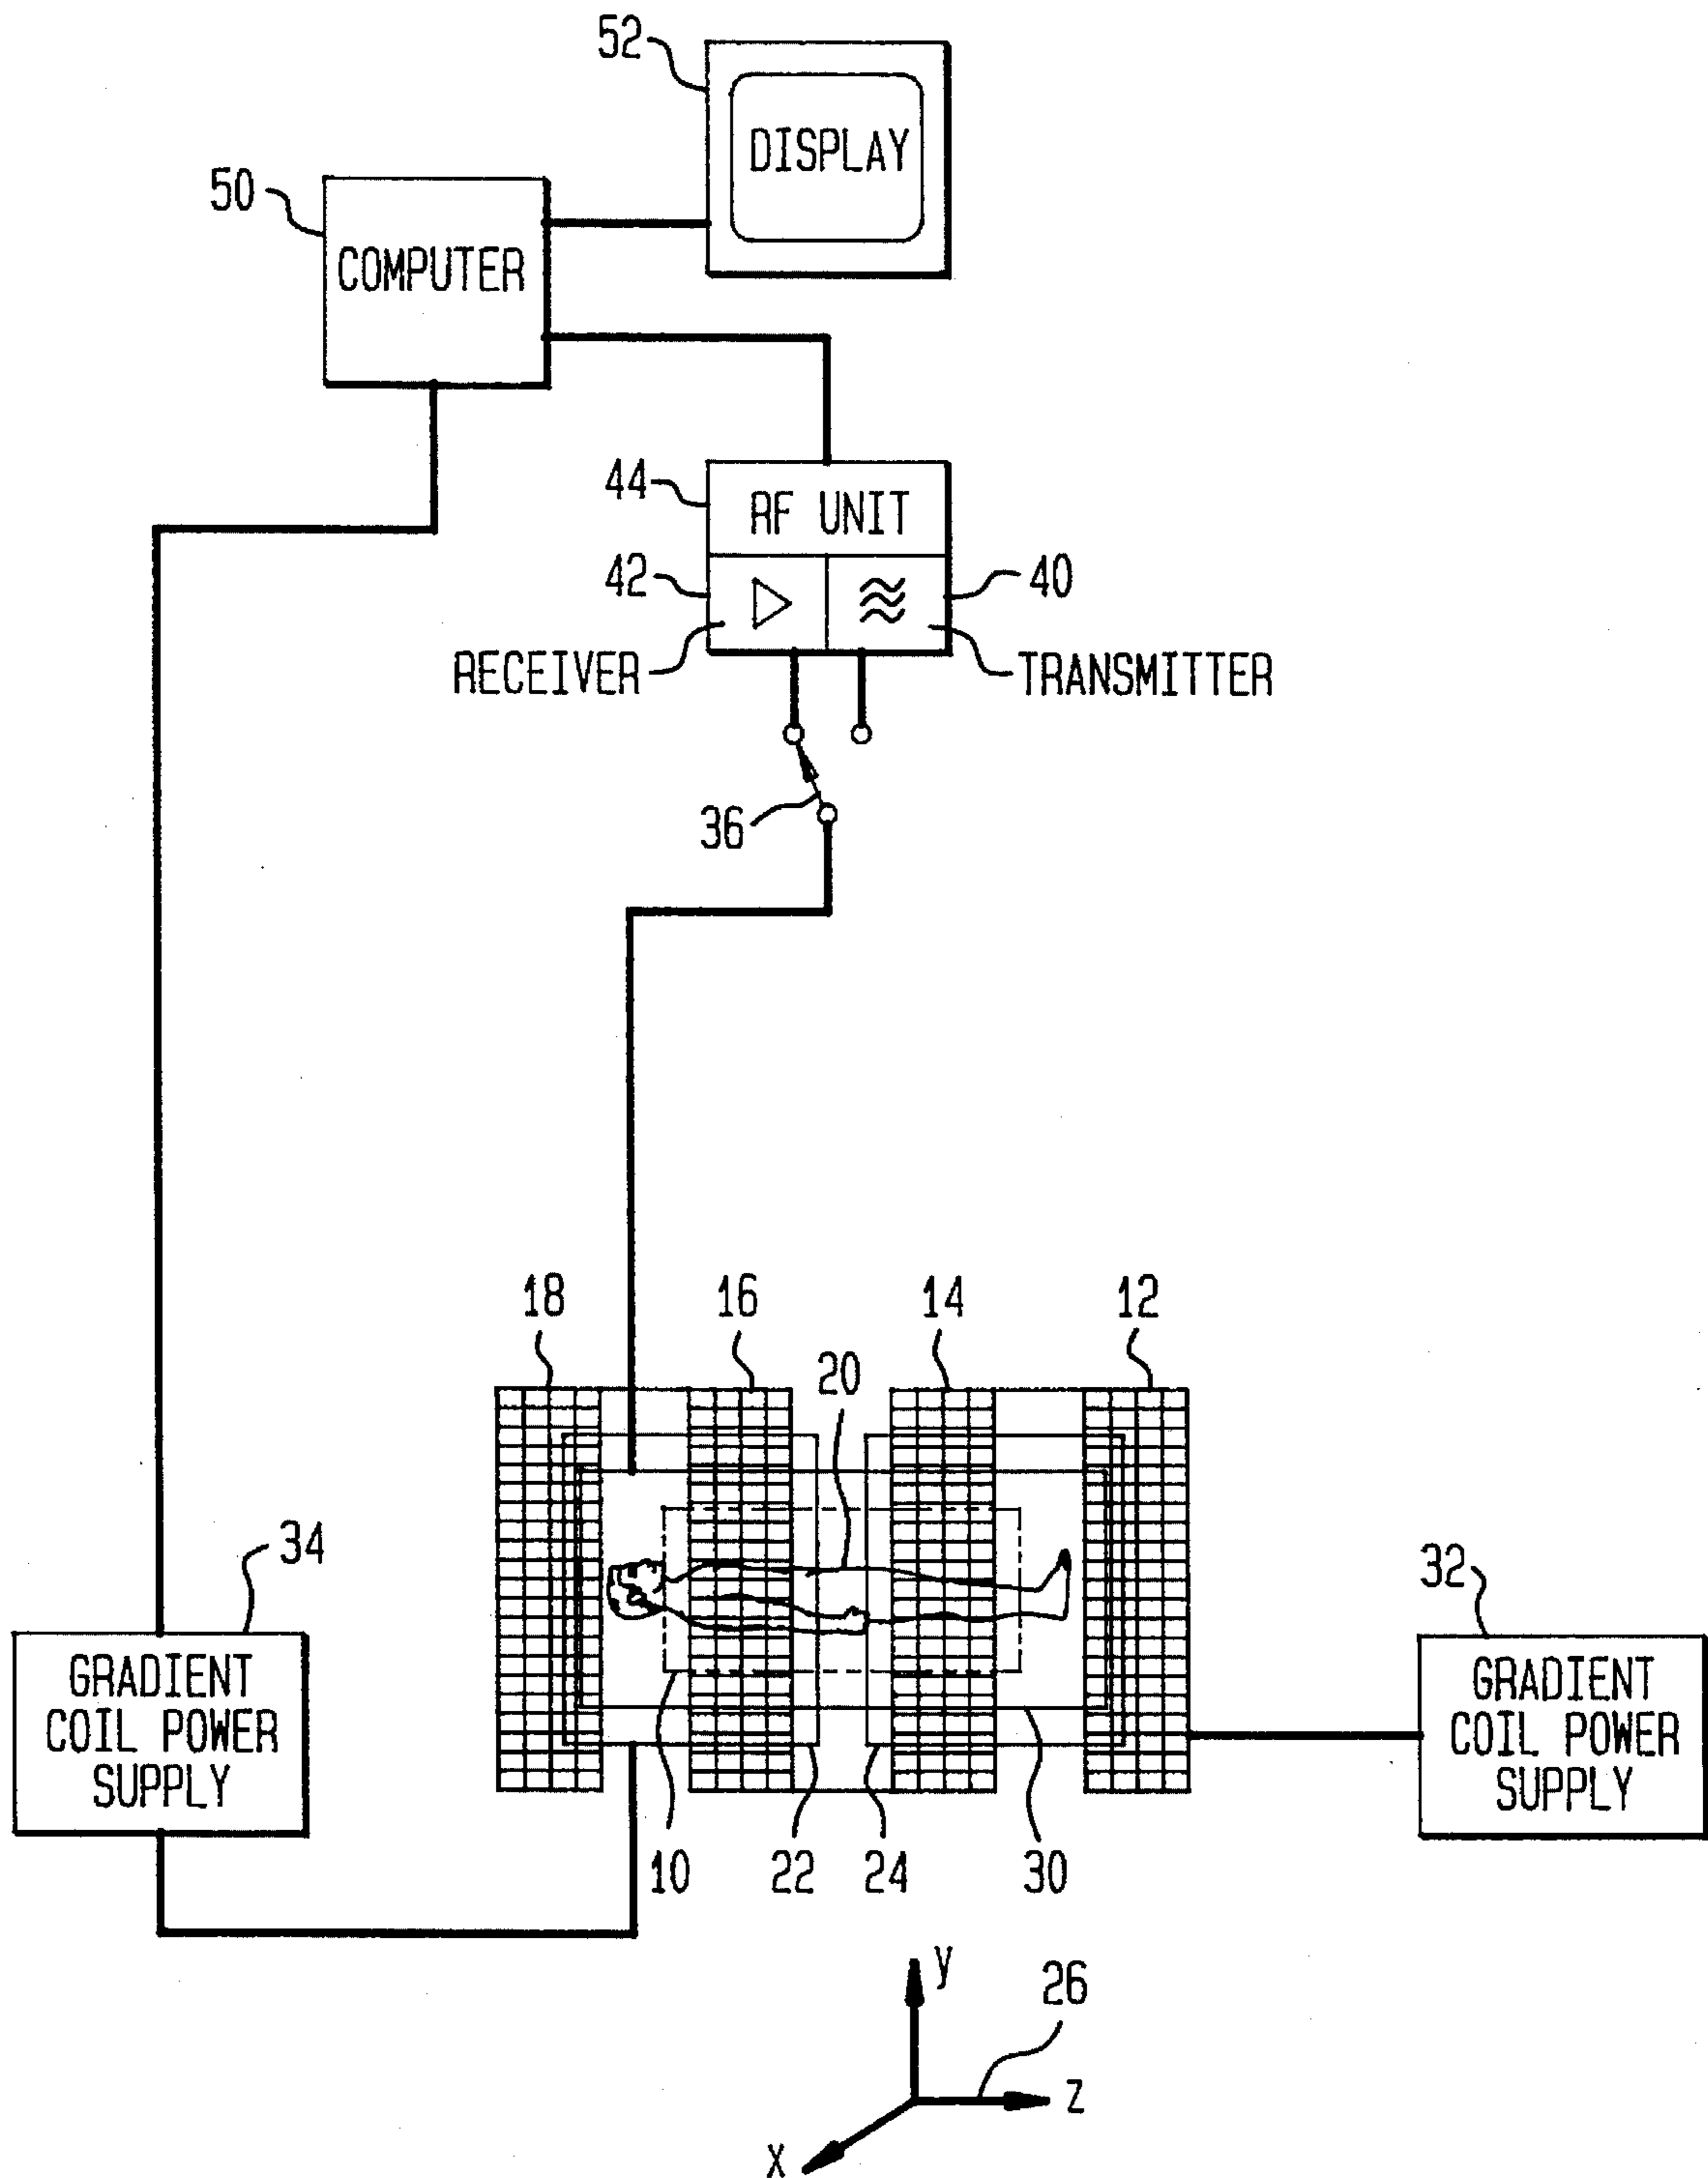 52
DISPLAY
50
COMPUTER
44
RF UNIT
42
40
RECEIVER
TRANSMITTER
36
18
16
14
12
20
34
GRADIENT
COIL POWER
SUPPLY
32
GRADIENT
COIL POWER
SUPPLY
10
22
24
30
y
26
z
x